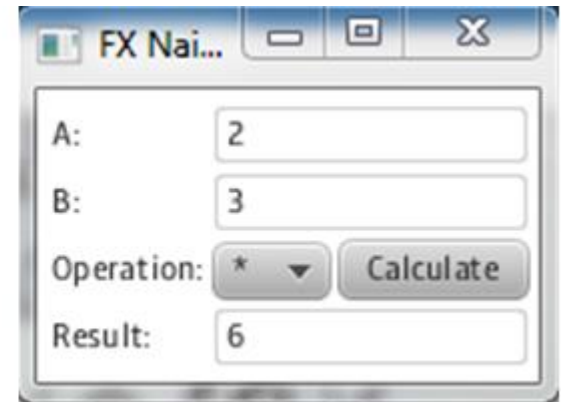 FX Nai...
A: 2
B: 3
Operation: * Calculate
Result: 6